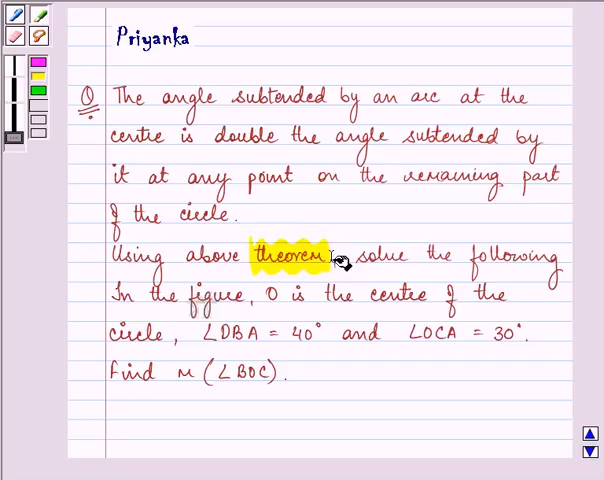 Priyanka
Q The angle subtended by an arc at the
centre is double the angle subtended by
it at any point on the remaining part
of the circle.
Using above theorem solve the following
In the figure, O is the centre of the
circle, ∠OBA = 40° and ∠OCA = 30°.
Find m (∠BOC).